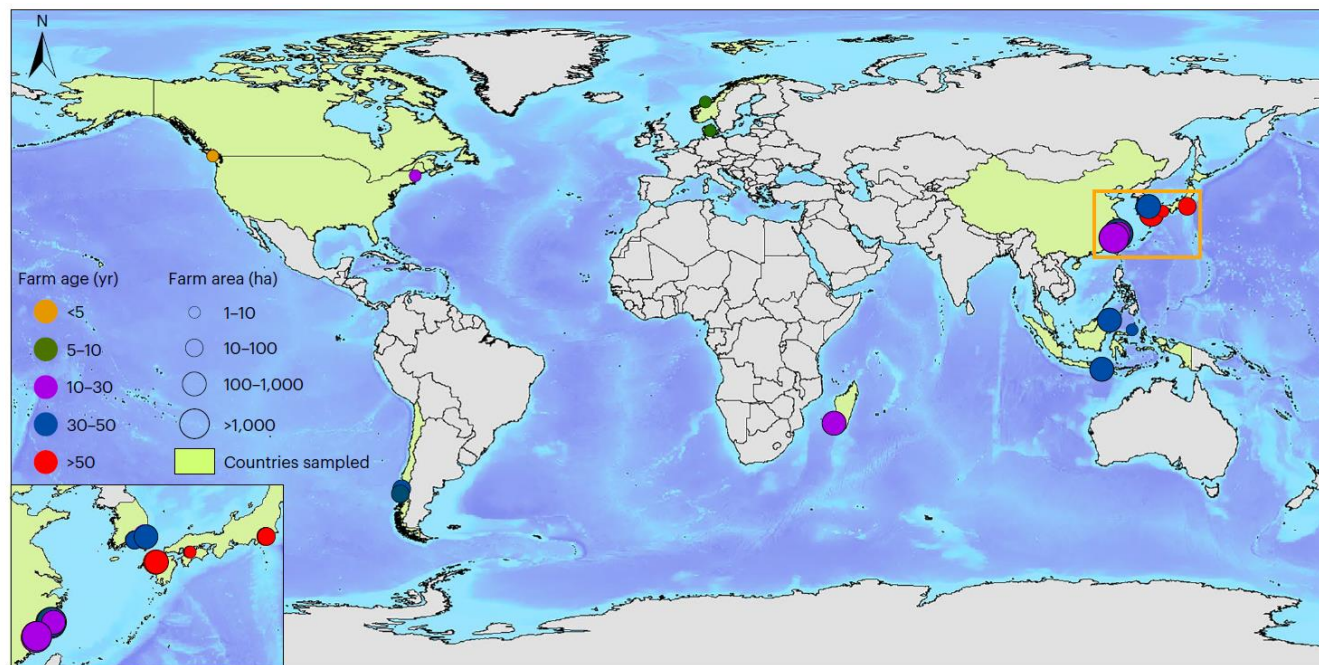 N
Farm age (yr)
<5
5–10
10–30
30–50
>50
Farm area (ha)
1–10
10–100
100–1,000
>1,000
Countries sampled